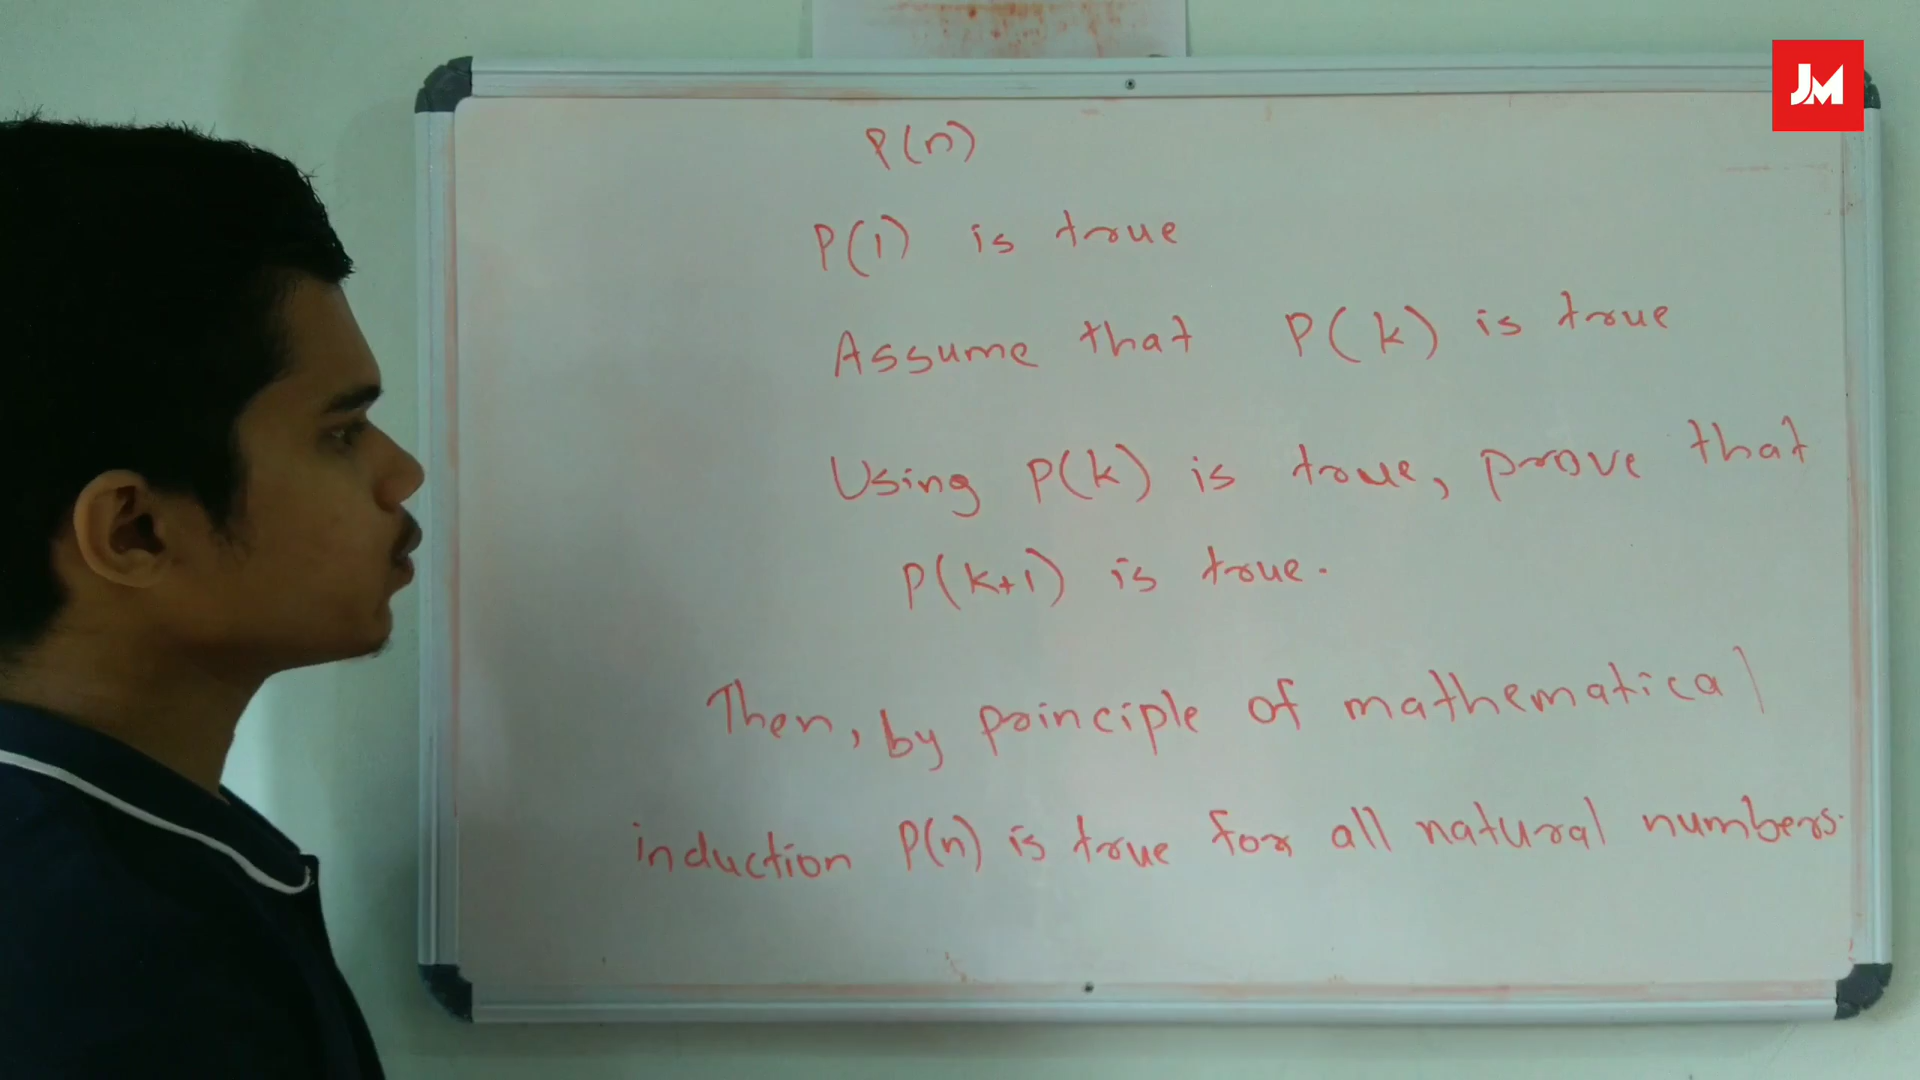 JM
P(n)
P(1) is true
Assume that P(k) is true
Using P(k) is true, prove that
P(k+1) is true.
Then, by principle of mathematical
induction P(n) is true for all natural numbers.